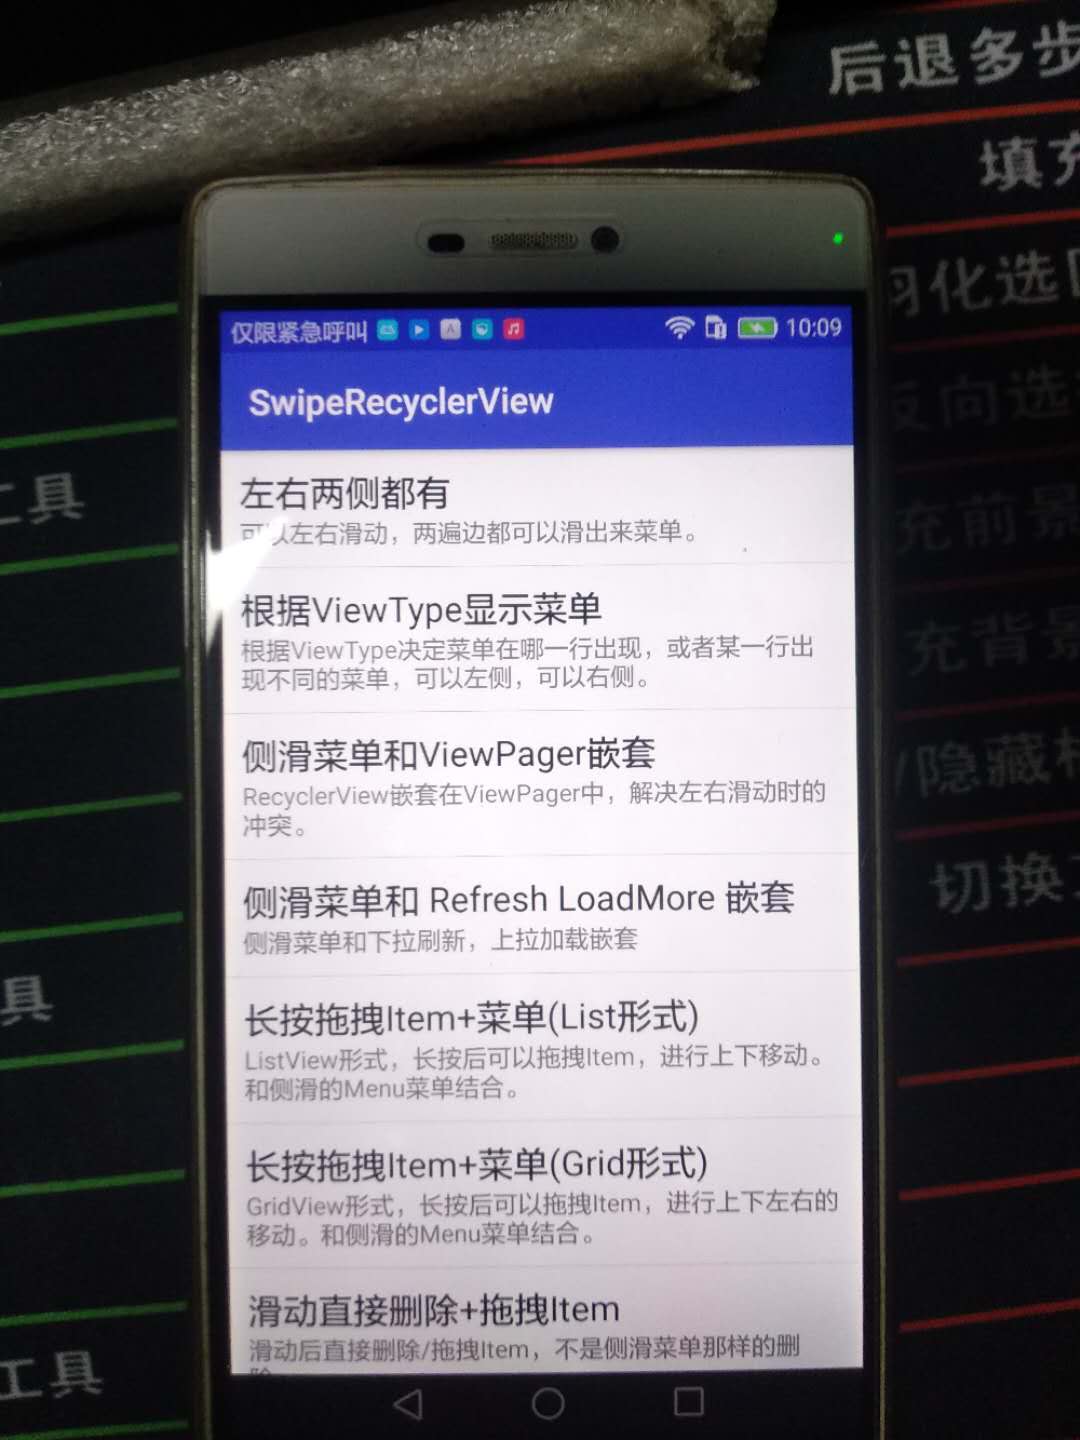 后退多步
填充
羽化选区
反向选
充前景
充背景
/隐藏
切换
工具
具
工具
仅限紧急呼叫
10:09
SwipeRecyclerView
左右两侧都有
可以左右滑动，两遍边都可以滑出来菜单。
根据ViewType显示菜单
根据ViewType决定菜单在哪一行出现，或者某一行出
现不同的菜单，可以左侧，可以右侧。
侧滑菜单和ViewPager嵌套
RecyclerView嵌套在ViewPager中，解决左右滑动时的
冲突。
侧滑菜单和 Refresh LoadMore 嵌套
侧滑菜单和下拉刷新，上拉加载嵌套
长按拖拽Item+菜单(List形式)
ListView形式，长按后可以拖拽Item，进行上下移动。
和侧滑的Menu菜单结合。
长按拖拽Item+菜单(Grid形式)
GridView形式，长按后可以拖拽Item，进行上下左右的
移动。和侧滑的Menu菜单结合。
滑动直接删除+拖拽Item
滑动后直接删除/拖拽Item，不是侧滑菜单那样的删